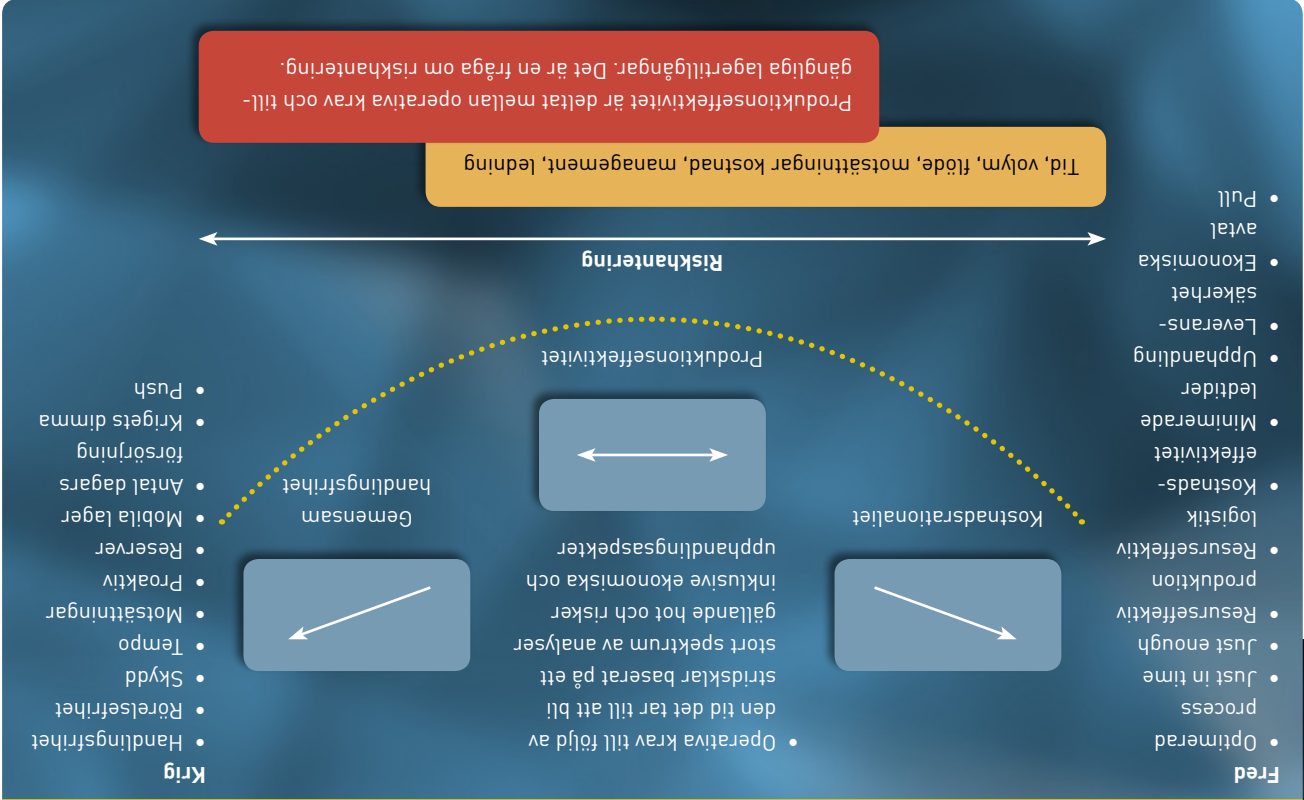 Fred
• Optimerad
process
• Just in time
• Just enough
• Resurseffektiv
produktion
• Resurseffektiv
logistik
• Kostnads-
effektivitet
• Minimerade
ledtider
• Upphandling
• Leverans-
säkerhet
• Ekonomiska
avtal
• Pull
Kostnadsrationaliet
• Operativa krav till följd av
den tid det tar till att bli
stridsklar baserat på ett
stort spektrum av analyser
gällande hot och risker
inklusive ekonomiska och
upphandlingsaspekter
Produktionseffektivitet
Gemensam
handlingsfrihet
Krig
• Handlingsfrihet
• Rörelsefrihet
• Skydd
• Tempo
• Motsättningar
• Proaktiv
• Reserver
• Mobila lager
• Antal dagars
försörjning
• Krigets dimma
• Push
Riskhantering
Tid, volym, flöde, motsättningar kostnad, management, ledning
Produktionseffektivitet är deltat mellan operativa krav och till-
gängliga lagertillgångar. Det är en fråga om riskhantering.